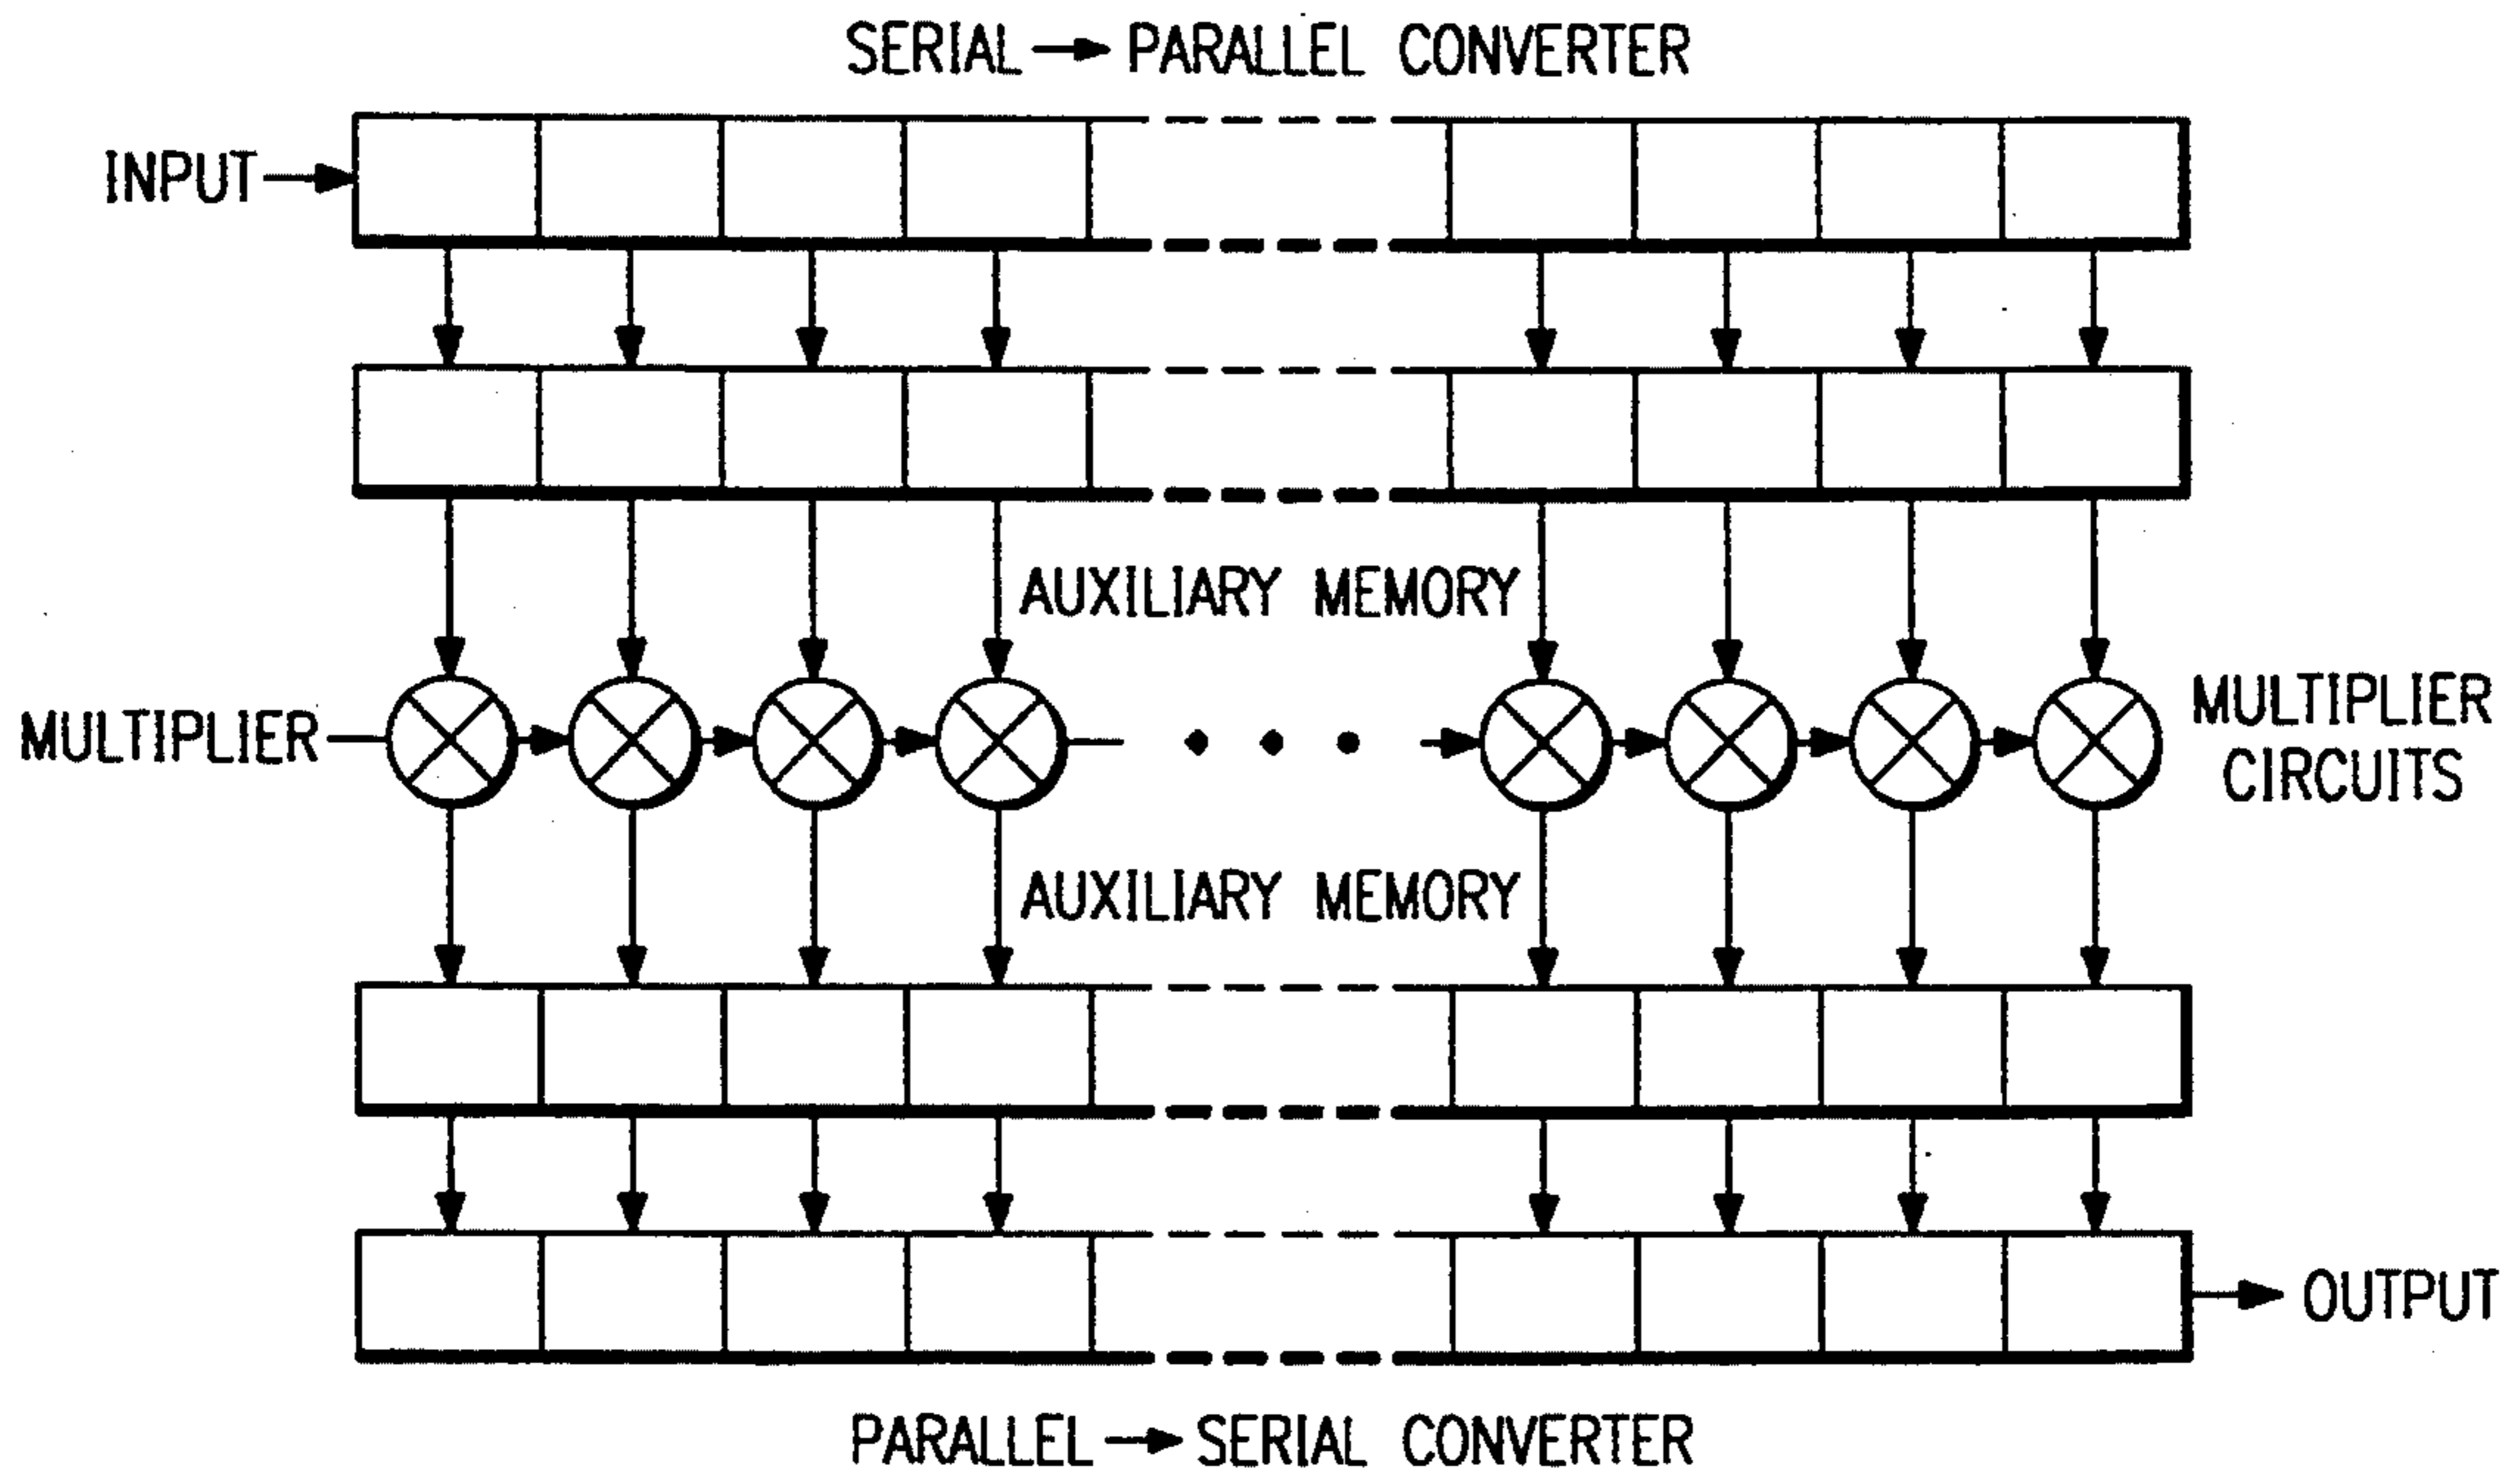 SERIAL → PARALLEL CONVERTER
INPUT
AUXILIARY MEMORY
MULTIPLIER
MULTIPLIER
CIRCUITS
AUXILIARY MEMORY
OUTPUT
PARALLEL → SERIAL CONVERTER